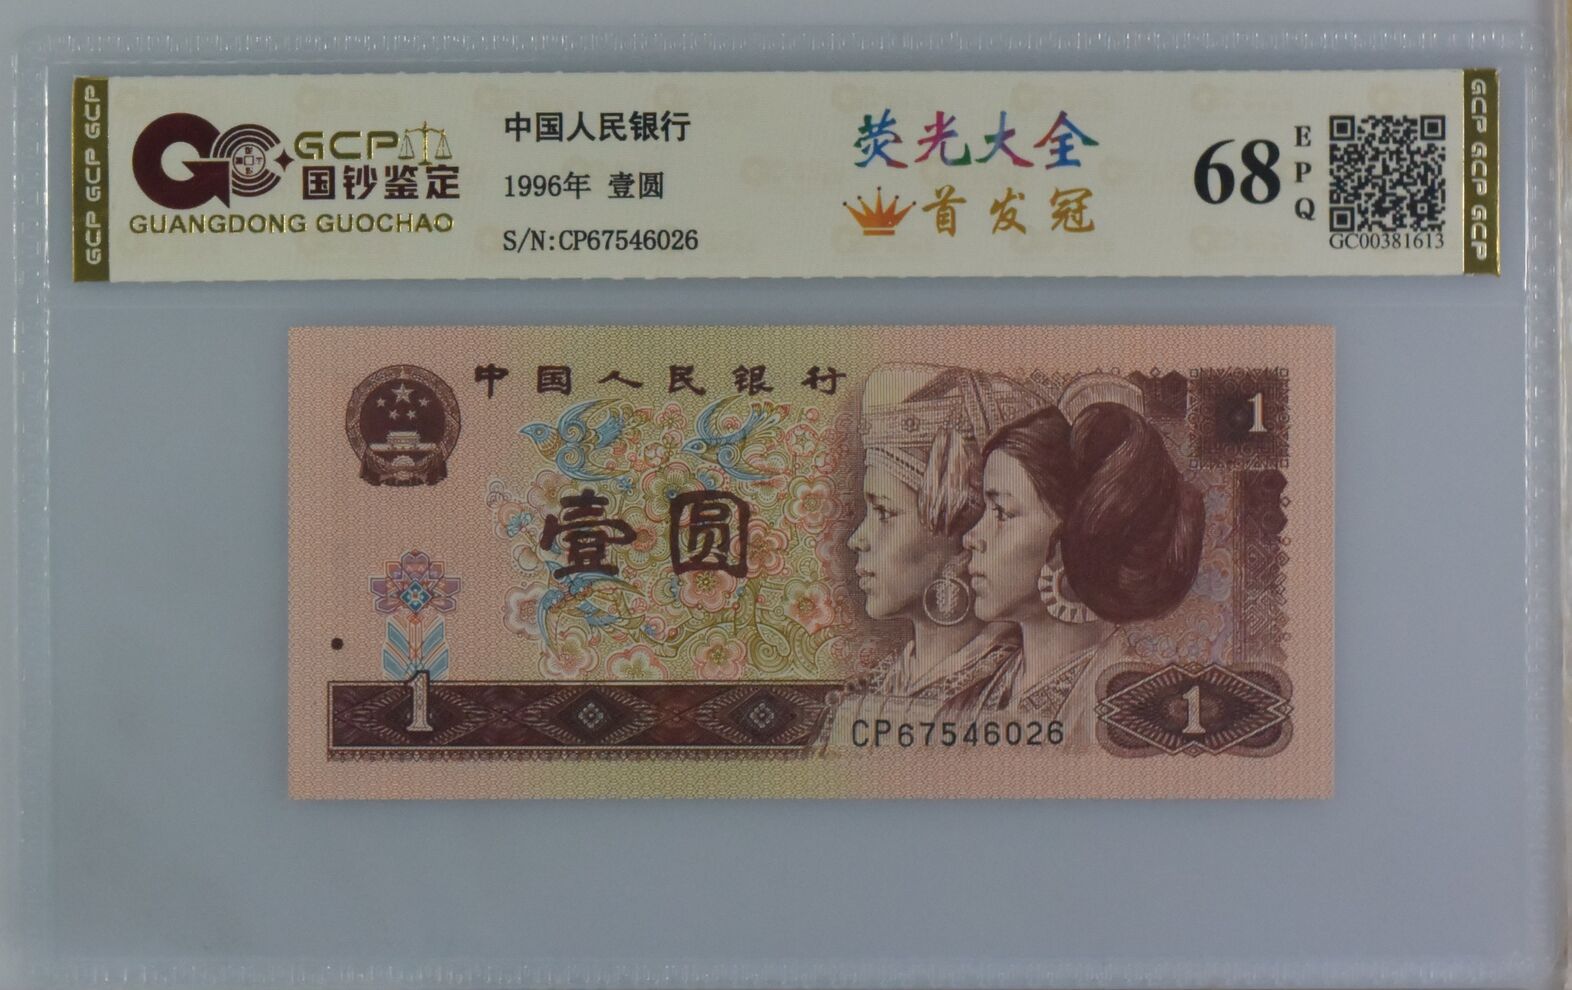 GCP GCP GCP
GCP
国钞鉴定
GUANGDONG GUOCHAO
中国人民银行
1996年 壹圆
S/N:CP67546026
荧光大全
首发冠
68
EPQ
GC00381613
GCP GCP GCP
中国人民银行
1
壹圆
1
CP67546026
1